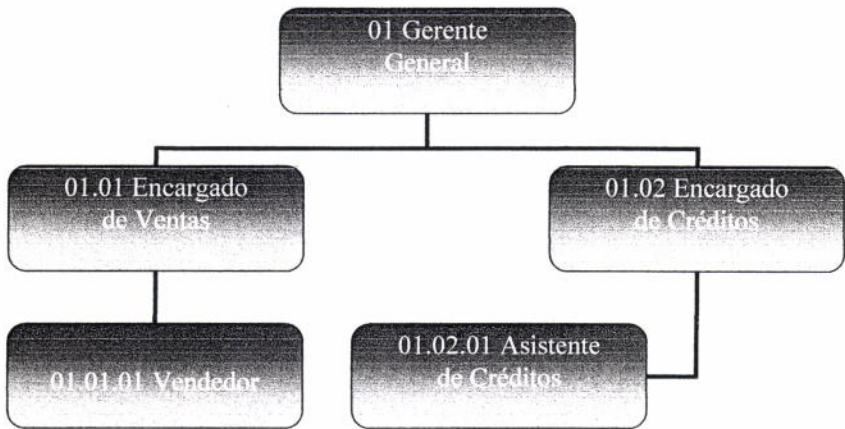 01 Gerente
General
01.01 Encargado
de Ventas
01.02 Encargado
de Créditos
01.01.01 Vendedor
01.02.01 Asistente
de Créditos